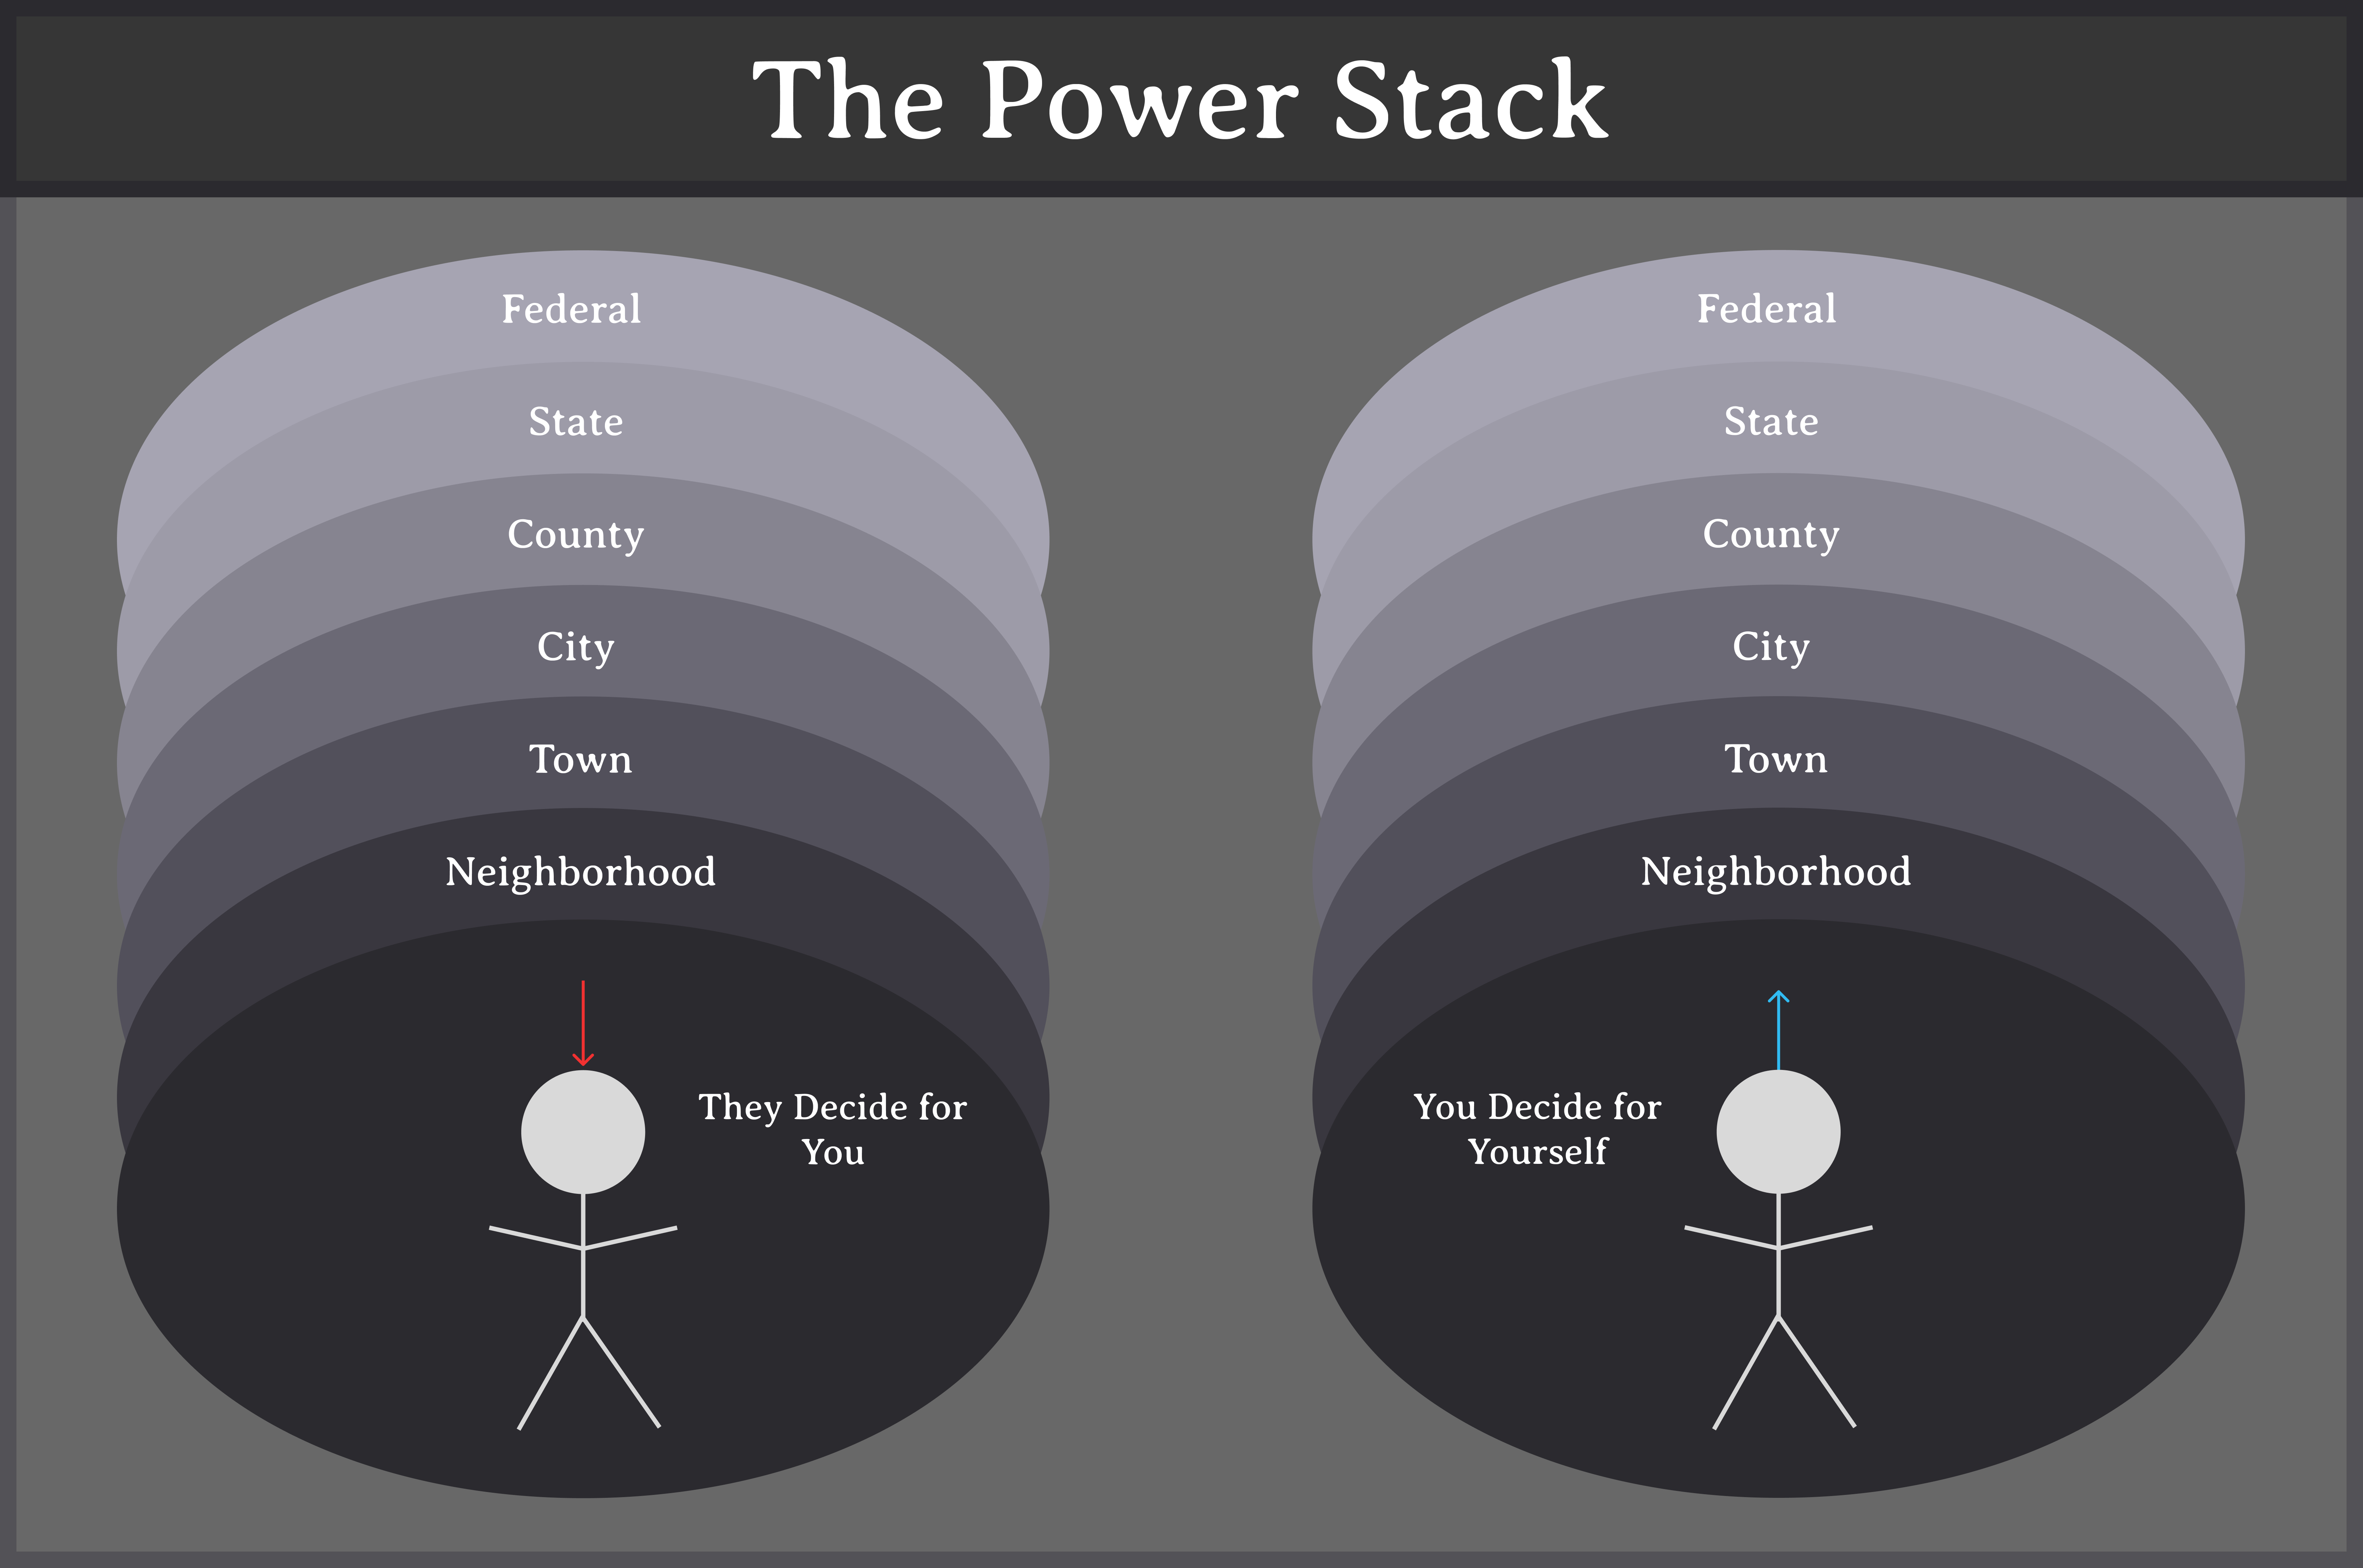 The Power Stack
Federal
State
County
City
Town
Neighborhood
They Decide for
You
Federal
State
County
City
Town
Neighborhood
You Decide for
Yourself